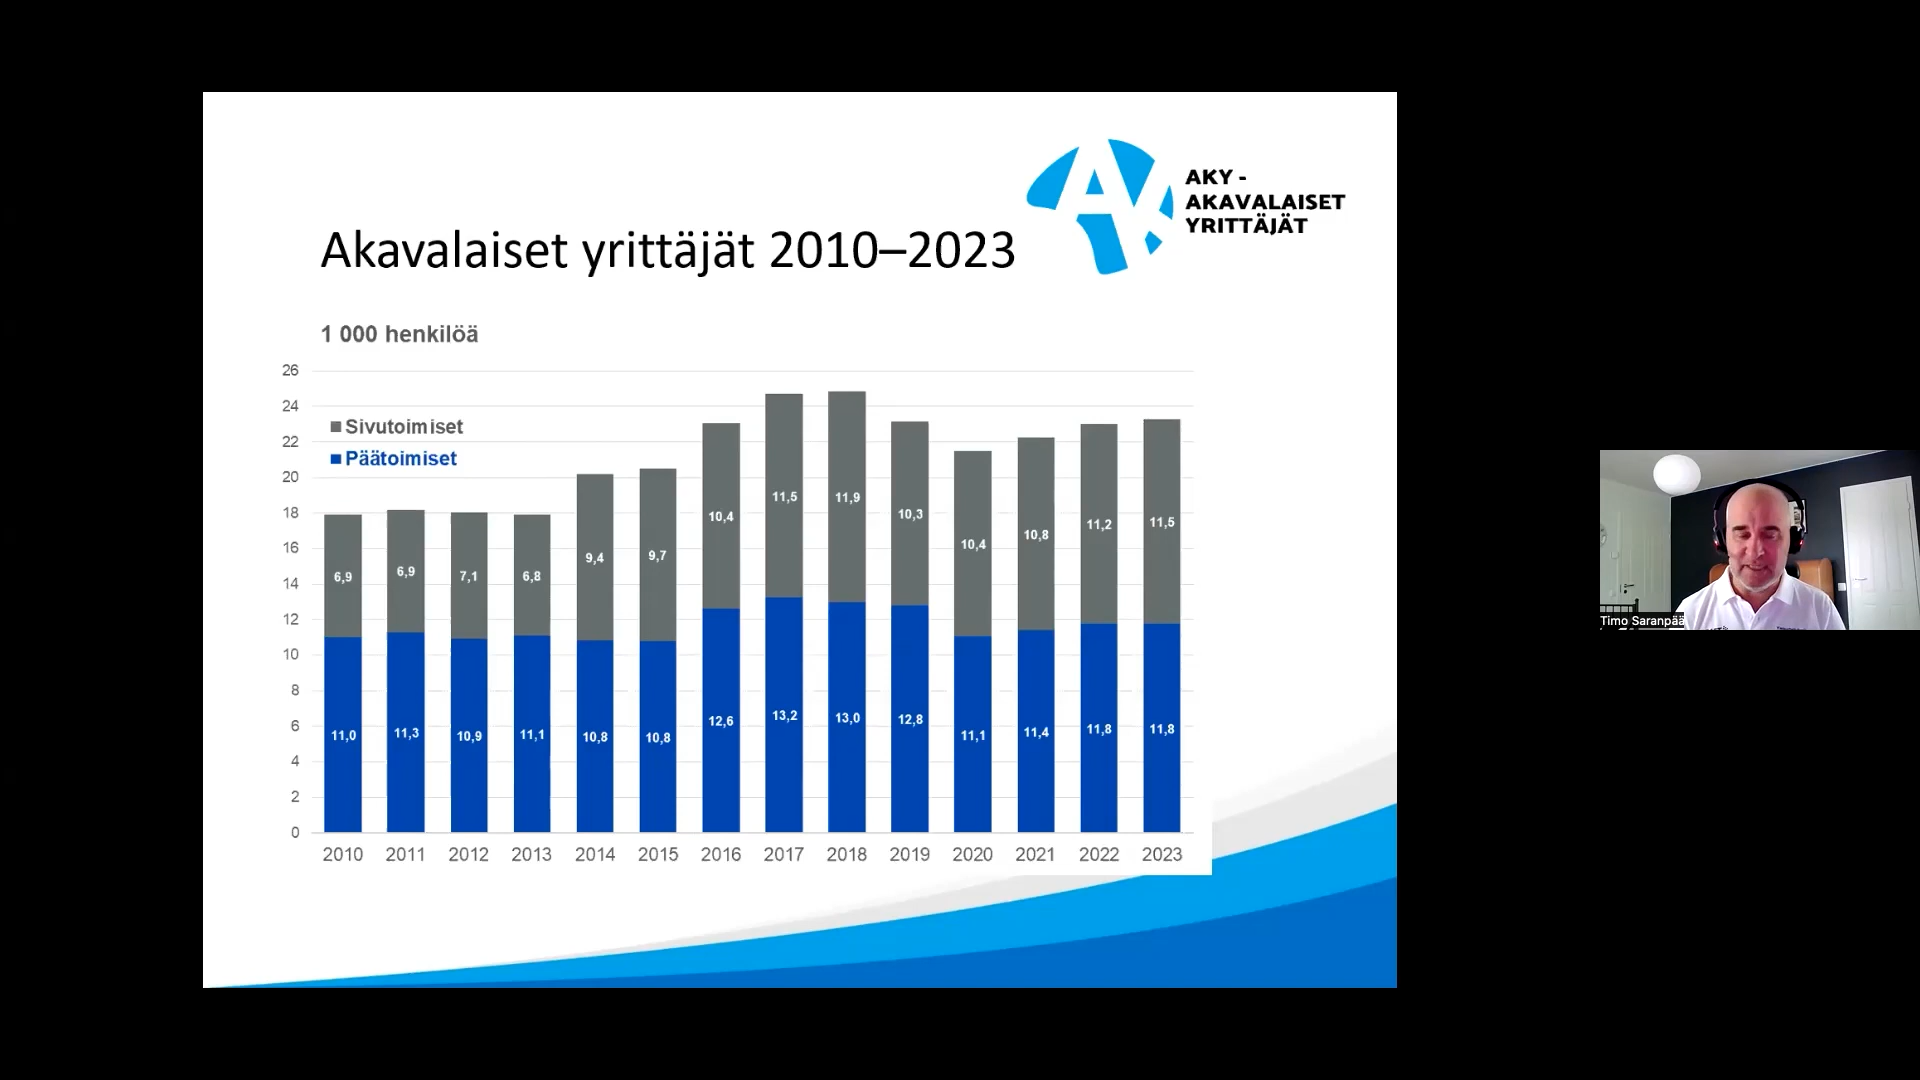 AKY -
AKAVALAISET
YRITTÄJÄT
Akavalaiset yrittäjät 2010–2023
1 000 henkilöä
26
24
22
20
18
16
14
12
10
8
6
4
2
0
Sivutoimiset
Päätoimiset
6,9 6,9 7,1 6,8 9,4 9,7 10,4 11,5 11,9 10,3 10,4 10,8 11,2 11,5
11,0 11,3 10,9 11,1 10,8 10,8 12,6 13,2 13,0 12,8 11,1 11,4 11,8 11,8
2010 2011 2012 2013 2014 2015 2016 2017 2018 2019 2020 2021 2022 2023
Timo Saranpää